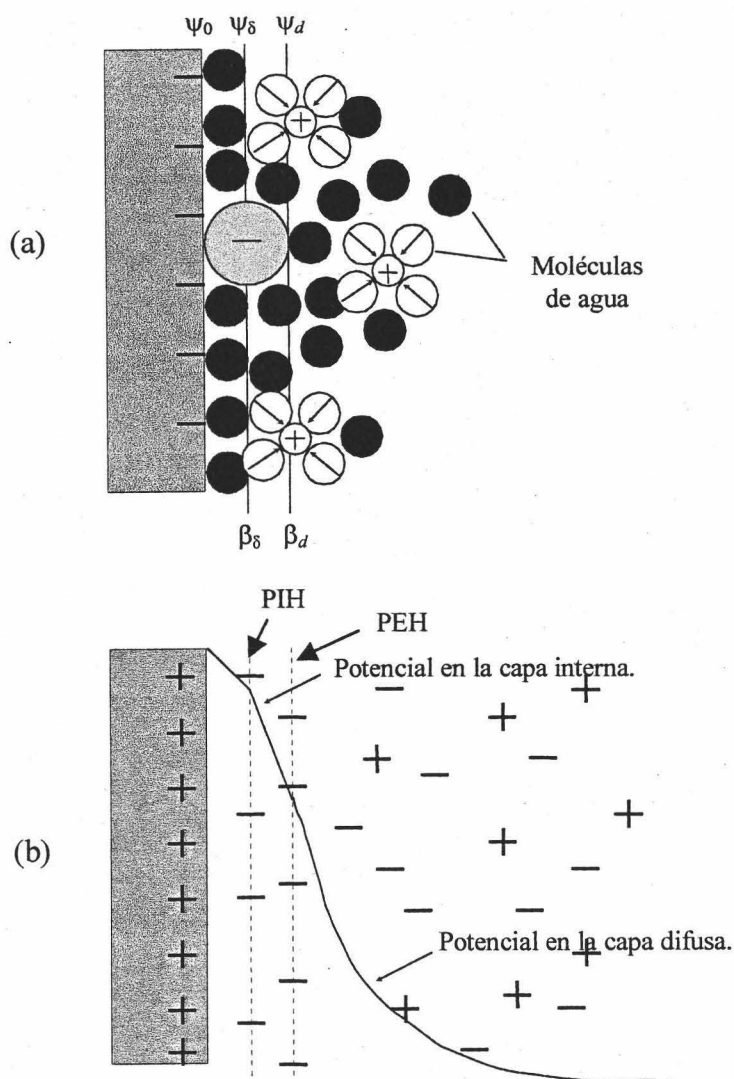 Ψ0 Ψδ Ψd
(a)
Moléculas
de agua
βδ βd
PIH
PEH
Potencial en la capa interna.
(b)
Potencial en la capa difusa.